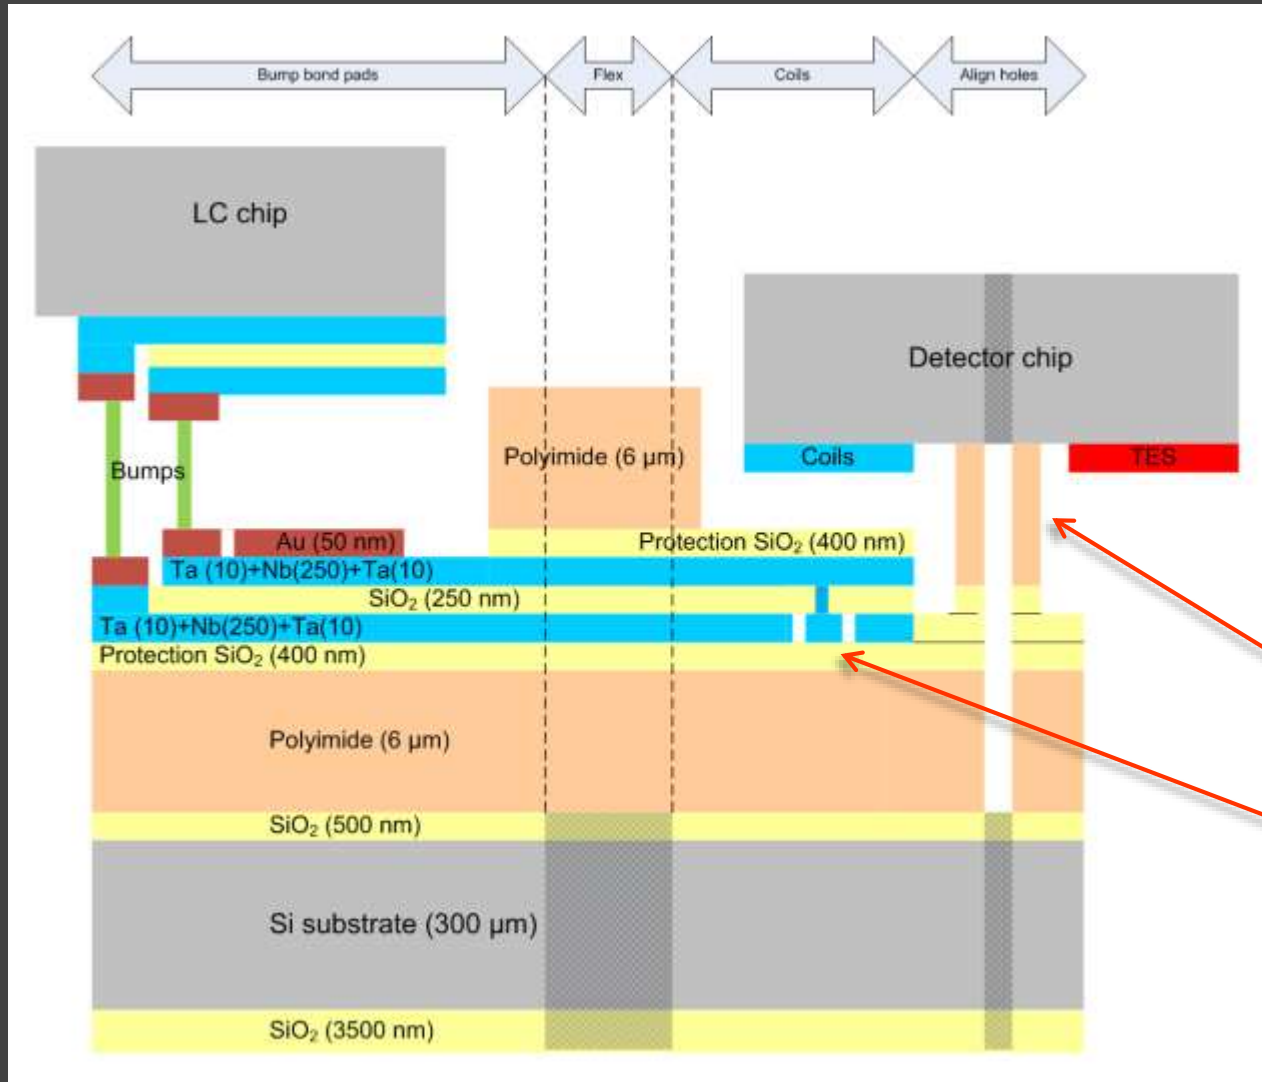 Bump bond pads
Flex
Coils
Align holes
LC chip
Detector chip
Polyimide (6 µm)
Coils
TES
Bumps
Au (50 nm)
Protection SiO₂ (400 nm)
Ta (10)+Nb(250)+Ta(10)
SiO₂ (250 nm)
Ta (10)+Nb(250)+Ta(10)
Protection SiO₂ (400 nm)
Polyimide (6 µm)
SiO₂ (500 nm)
Si substrate (300 µm)
SiO₂ (3500 nm)